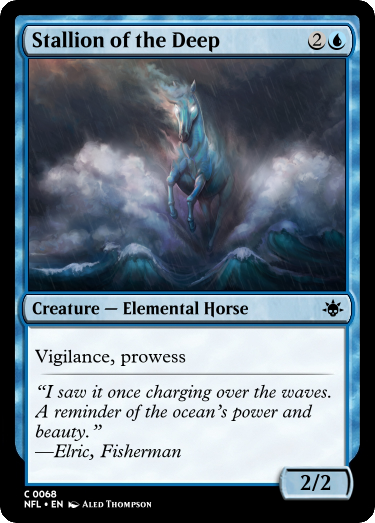 Stallion of the Deep 2
Creature — Elemental Horse
Vigilance, prowess
“I saw it once charging over the waves.
A reminder of the ocean’s power and
beauty.”
—Elric, Fisherman
2/2
C 0068
NFL • EN Aled Thompson